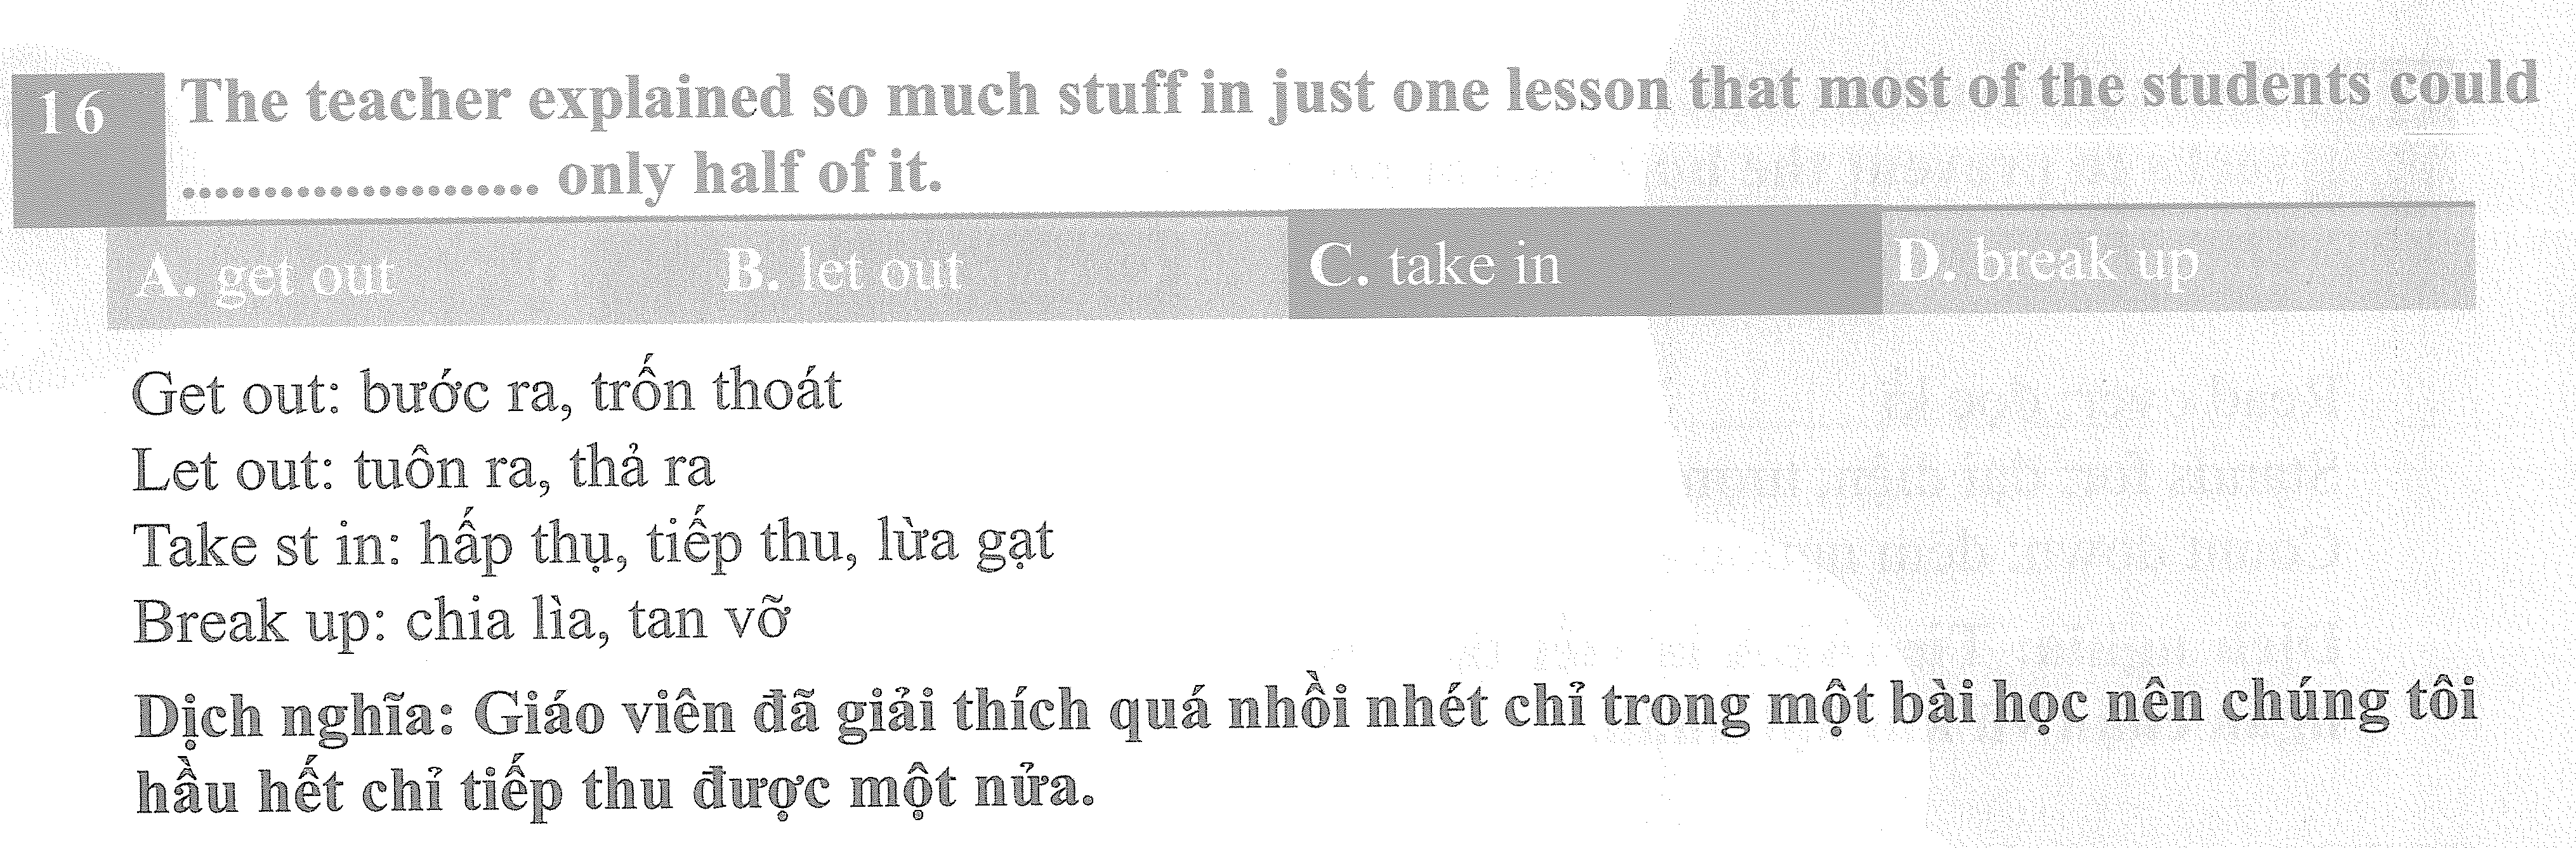 16 The teacher explained so much stuff in just one lesson that most of the students could
...................... only half of it.
A. get out B. let out C. take in D. break up
Get out: bước ra, trốn thoát
Let out: tuôn ra, thả ra
Take st in: hấp thụ, tiếp thu, lừa gạt
Break up: chia lìa, tan vỡ
Dịch nghĩa: Giáo viên đã giải thích quá nhồi nhét chỉ trong một bài học nên chúng tôi
hầu hết chỉ tiếp thu được một nửa.